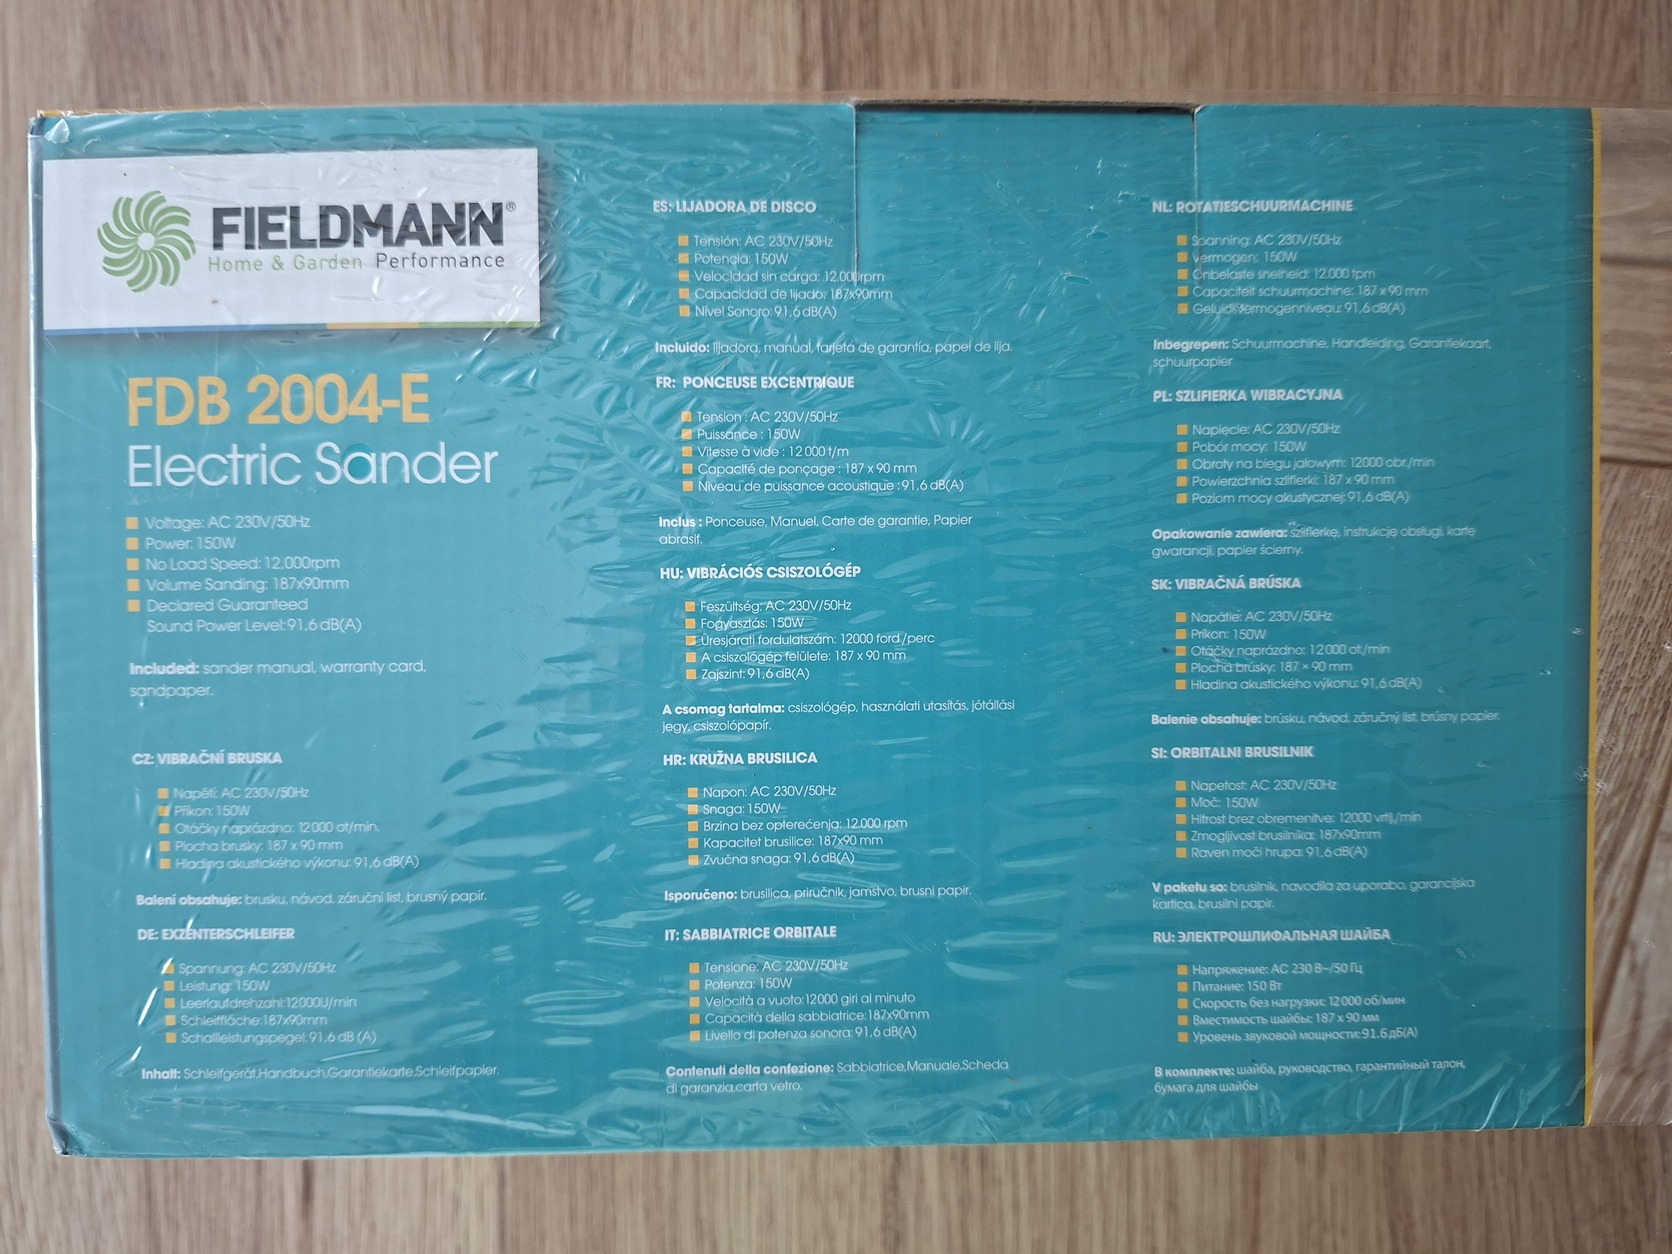 FIELDMANN®
Home & Garden Performance
FDB 2004-E
Electric Sander
Voltage: AC 230V/50Hz
Power: 150W
No Load Speed: 12,000rpm
Volume Sanding: 187x90mm
Declared Guaranteed
Sound Power Level: 91,6 dB(A)
Included: sander manual, warranty card,
sandpaper.
CZ: VIBRAČNÍ BRUSKA
Napětí: AC 230V/50Hz
Příkon: 150W
Otáčky naprázdno: 12 000 ot/min.
Plocha brusky: 187 x 90 mm
Hladina akustického výkonu: 91,6 dB(A)
Balení obsahuje: brusku, návod, záruční list, brusný papír.
DE: EXZENTERSCHLEIFER
Spannung: AC 230V/50Hz
Leistung: 150W
Leerlaufdrehzahl:12000U/min
Schleiffläche:187x90mm
Schallleistungspegel: 91,6 dB (A)
Inhalt: Schleifgerät,Handbuch,Garantiekarte,Schleifpapier.
ES: LIJADORA DE DISCO
Tensión: AC 230V/50Hz
Potencia: 150W
Velocidad sin carga: 12.000rpm
Capacidad de lijado: 187x90mm
Nivel Sonoro: 91,6 dB(A)
Incluido: lijadora, manual, tarjeta de garantía, papel de lija.
FR: PONCEUSE EXCENTRIQUE
Tension : AC 230V/50Hz
Puissance : 150W
Vitesse à vide : 12 000 t/m
Capacité de ponçage : 187 x 90 mm
Niveau de puissance acoustique : 91,6 dB(A)
Inclus : Ponceuse, Manuel, Carte de garantie, Papier
abrasif.
HU: VIBRÁCIÓS CSISZOLÓGÉP
Feszültség: AC 230V/50Hz
Fogyasztás: 150W
Üresjárati fordulatszám: 12000 ford./perc
A csiszológép felülete: 187 x 90 mm
Zajszint: 91,6 dB(A)
A csomag tartalma: csiszológép, használati utasítás, jótállási
jegy, csiszolópapír.
HR: KRUŽNA BRUSILICA
Napon: AC 230V/50Hz
Snaga: 150W
Brzina bez opterećenja: 12.000 rpm
Kapacitet brusilice: 187x90 mm
Zvučna snaga: 91,6 dB(A)
Isporučeno: brusilica, priručnik, jamstvo, brusni papir.
IT: SABBIATRICE ORBITALE
Tensione: AC 230V/50Hz
Potenza: 150W
Velocità a vuoto:12000 giri al minuto
Capacità della sabbiatrice:187x90mm
Livello di potenza sonora: 91.6 dB(A)
Contenuti della confezione: Sabbiatrice,Manuale,Scheda
di garanzia,carta vetro.
NL: ROTATIESCHUURMACHINE
Spanning: AC 230V/50Hz
Vermogen: 150W
Onbelaste snelheid: 12.000 tpm
Capaciteit schuurmachine: 187 x 90 mm
Geluidsvermogenniveau: 91,6 dB(A)
Inbegrepen: Schuurmachine, Handleiding, Garantiekaart,
schuurpapier
PL: SZLIFIERKA WIBRACYJNA
Napięcie: AC 230V/50Hz
Pobór mocy: 150W
Obroty na biegu jałowym: 12000 obr./min
Powierzchnia szlifierki: 187 x 90 mm
Poziom mocy akustycznej: 91,6 dB(A)
Opakowanie zawiera: szlifierkę, instrukcję obsługi, kartę
gwarancji, papier ścierny.
SK: VIBRAČNÁ BRÚSKA
Napätie: AC 230V/50Hz
Príkon: 150W
Otáčky naprázdno: 12 000 ot./min
Plocha brúsky: 187 × 90 mm
Hladina akustického výkonu: 91,6 dB(A)
Balenie obsahuje: brúsku, návod, záručný list, brúsny papier.
SI: ORBITALNI BRUSILNIK
Napetost: AC 230V/50Hz
Moč: 150W
Hitrost brez obremenitve: 12000 vrtlj./min
Zmogljivost brusilnika: 187x90mm
Raven moči hrupa: 91,6 dB(A)
V paketu so: brusilnik, navodila za uporabo, garancijska
kartica, brusilni papir.
RU: ЭЛЕКТРОШЛИФАЛЬНАЯ ШАЙБА
Напряжение: AC 230 В~/50 Гц
Питание: 150 Вт
Скорость без нагрузки: 12 000 об/мин
Вместимость шайбы: 187 x 90 мм
Уровень звуковой мощности: 91.6 дБ(А)
В комплекте: шайба, руководство, гарантийный талон,
бумага для шайбы